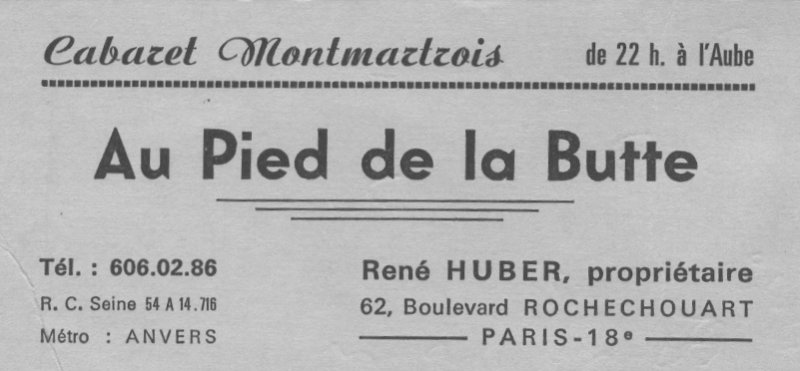 Cabaret Montmartrois de 22 h. à l'Aube
Au Pied de la Butte
Tél. : 606.02.86
R. C. Seine 54 A 14.716
Métro : ANVERS
René HUBER, propriétaire
62, Boulevard ROCHECHOUART
PARIS-18e